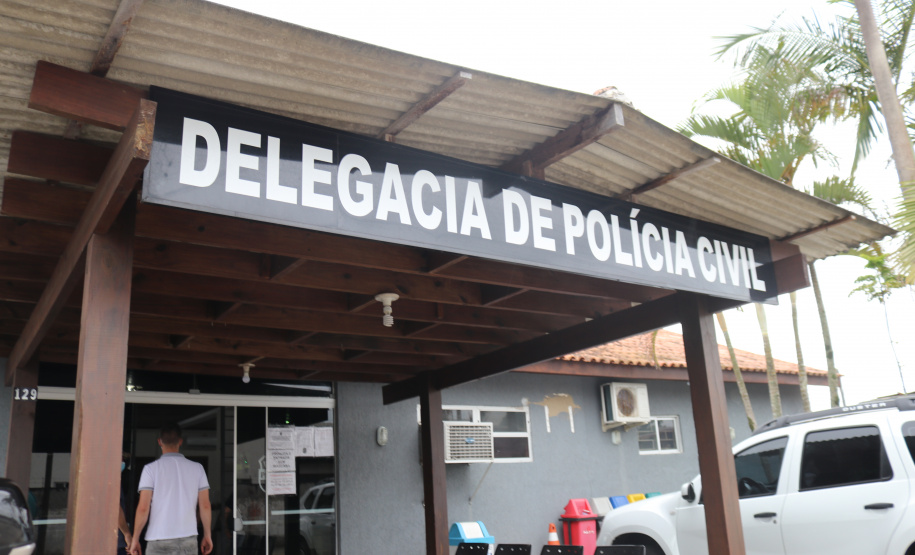 DELEGACIA DE POLÍCIA CIVIL
129
DUSTER